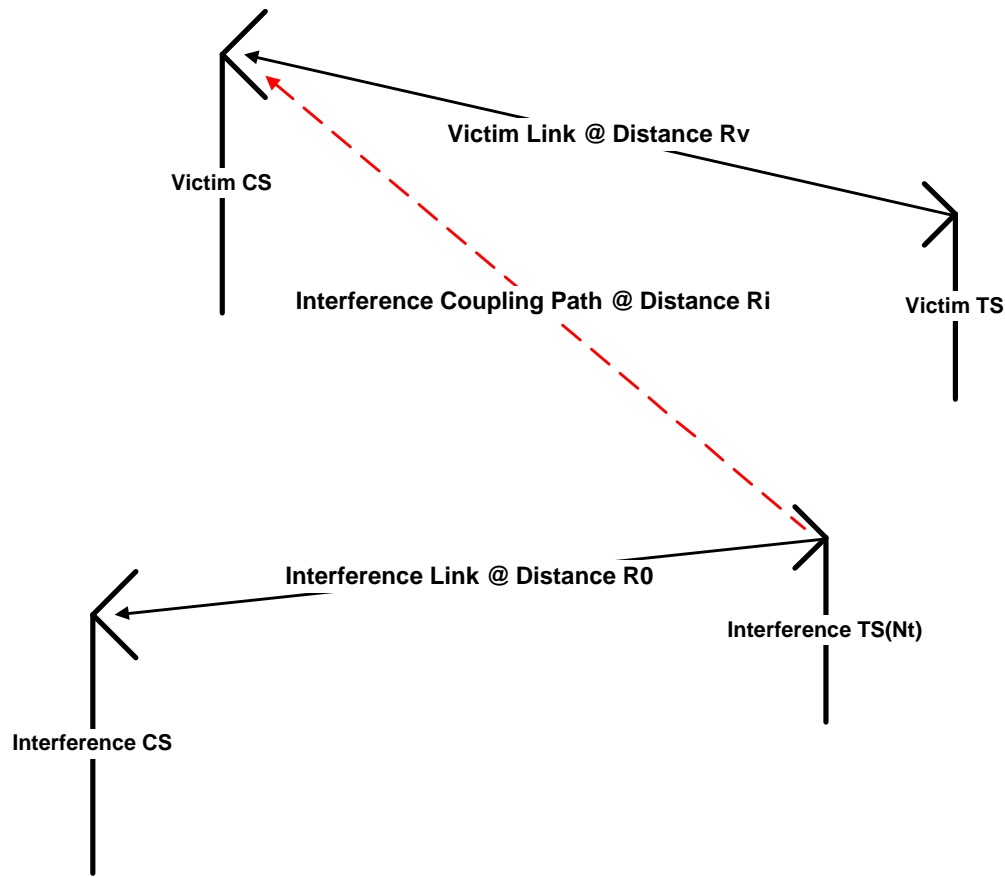 Victim Link @ Distance Rv
Victim CS
Interference Coupling Path @ Distance Ri
Victim TS
Interference Link @ Distance R0
Interference TS(Nt)
Interference CS